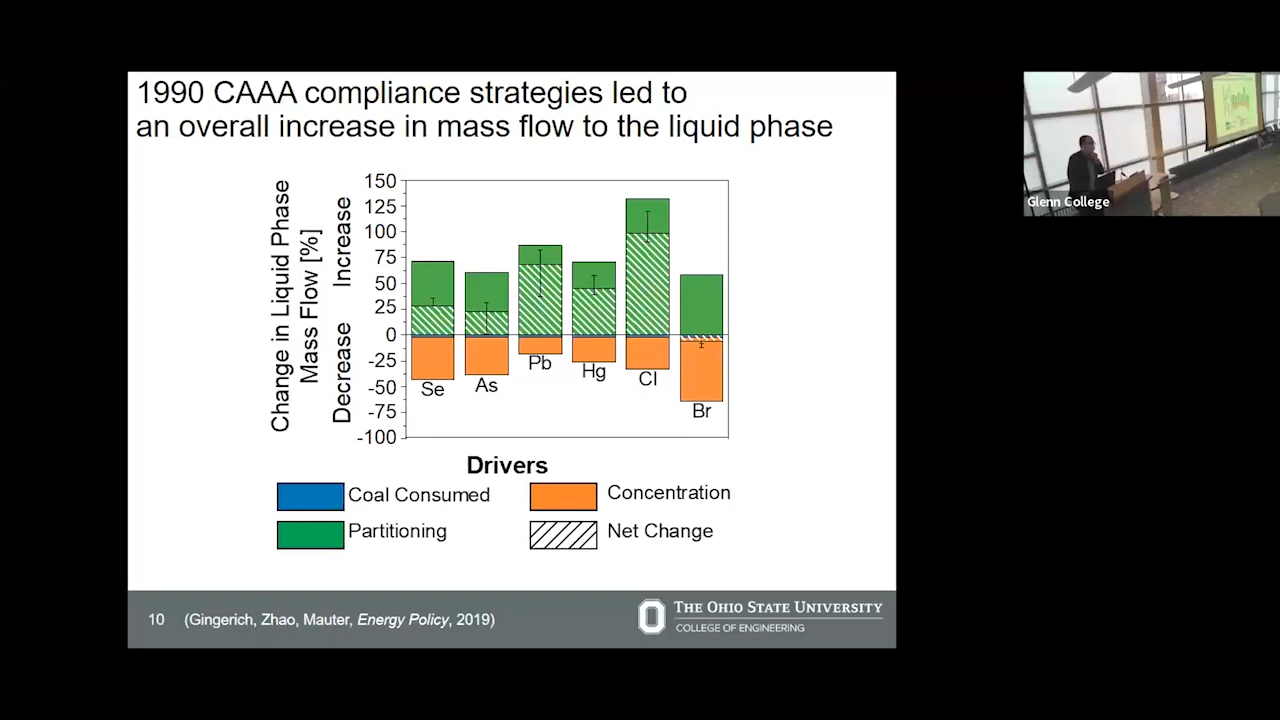 1990 CAAA compliance strategies led to
an overall increase in mass flow to the liquid phase
Change in Liquid Phase
Mass Flow [%]
Decrease Increase
150
125
100
75
50
25
0
-25
-50
-75
-100
Se
As
Pb
Hg
Cl
Br
Drivers
Coal Consumed
Concentration
Partitioning
Net Change
10 (Gingerich, Zhao, Mauter, Energy Policy, 2019)
THE OHIO STATE UNIVERSITY
COLLEGE OF ENGINEERING
Glenn College